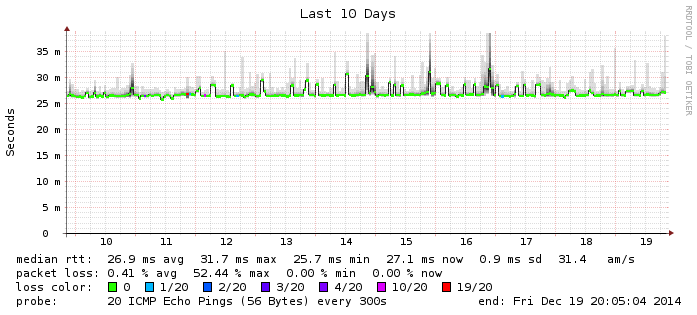 Last 10 Days
RRDTOOL / TOBI OETIKER
Seconds
35 m
30 m
25 m
20 m
15 m
10 m
5 m
0
10 11 12 13 14 15 16 17 18 19
median rtt: 26.9 ms avg 31.7 ms max 25.7 ms min 27.1 ms now 0.9 ms sd 31.4 am/s
packet loss: 0.41 % avg 52.44 % max 0.00 % min 0.00 % now
loss color: 0 1/20 2/20 3/20 4/20 10/20 19/20
probe: 20 ICMP Echo Pings (56 Bytes) every 300s end: Fri Dec 19 20:05:04 2014